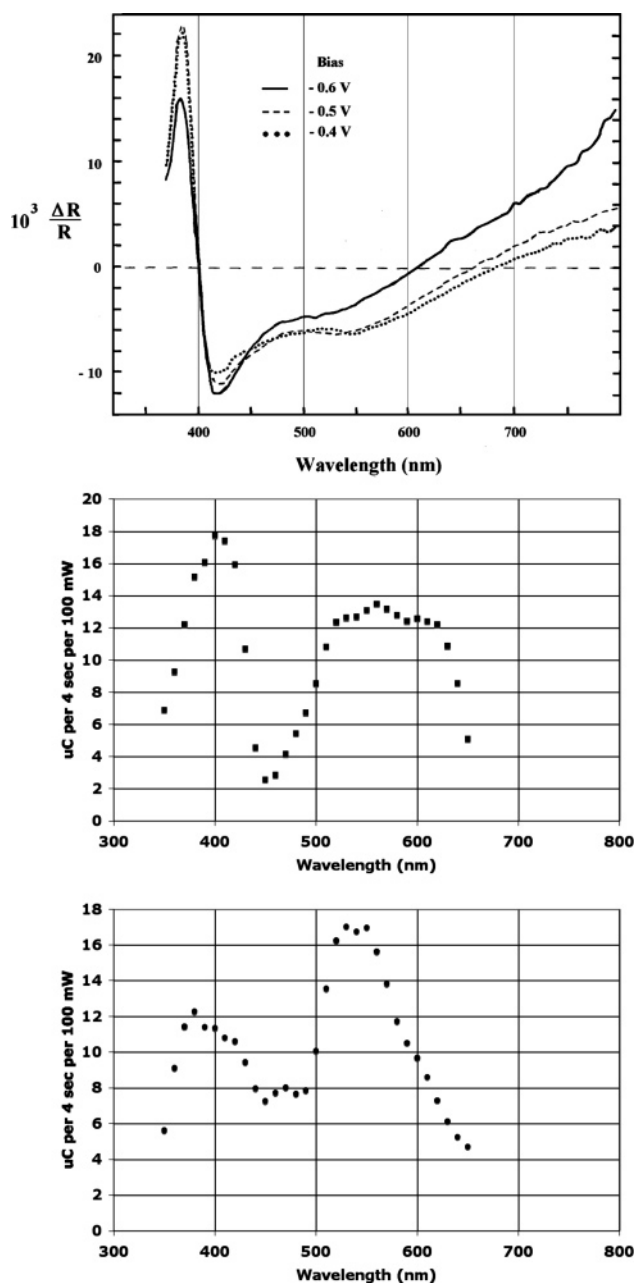 20
10
0
- 10
10³ ΔR/R
Bias
- 0.6 V
- 0.5 V
- 0.4 V
400 500 600 700
Wavelength (nm)
20
18
16
14
12
10
8
6
4
2
0
uC per 4 sec per 100 mW
300 400 500 600 700 800
Wavelength (nm)
18
16
14
12
10
8
6
4
2
0
uC per 4 sec per 100 mW
300 400 500 600 700 800
Wavelength (nm)